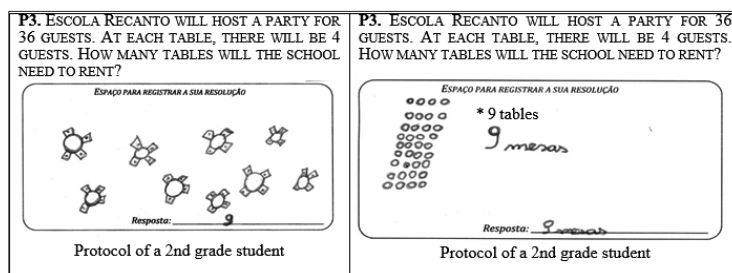 P3. ESCOLA RECANTO WILL HOST A PARTY FOR
36 GUESTS. AT EACH TABLE, THERE WILL BE 4
GUESTS. HOW MANY TABLES WILL THE SCHOOL
NEED TO RENT?
ESPAÇO PARA REGISTRAR A SUA RESOLUÇÃO
Resposta: 9
Protocol of a 2nd grade student
P3. ESCOLA RECANTO WILL HOST A PARTY FOR 36
GUESTS. AT EACH TABLE, THERE WILL BE 4 GUESTS.
HOW MANY TABLES WILL THE SCHOOL NEED TO RENT?
ESPAÇO PARA REGISTRAR A SUA RESOLUÇÃO
* 9 tables
9 mesas
Resposta: 9 mesas
Protocol of a 2nd grade student